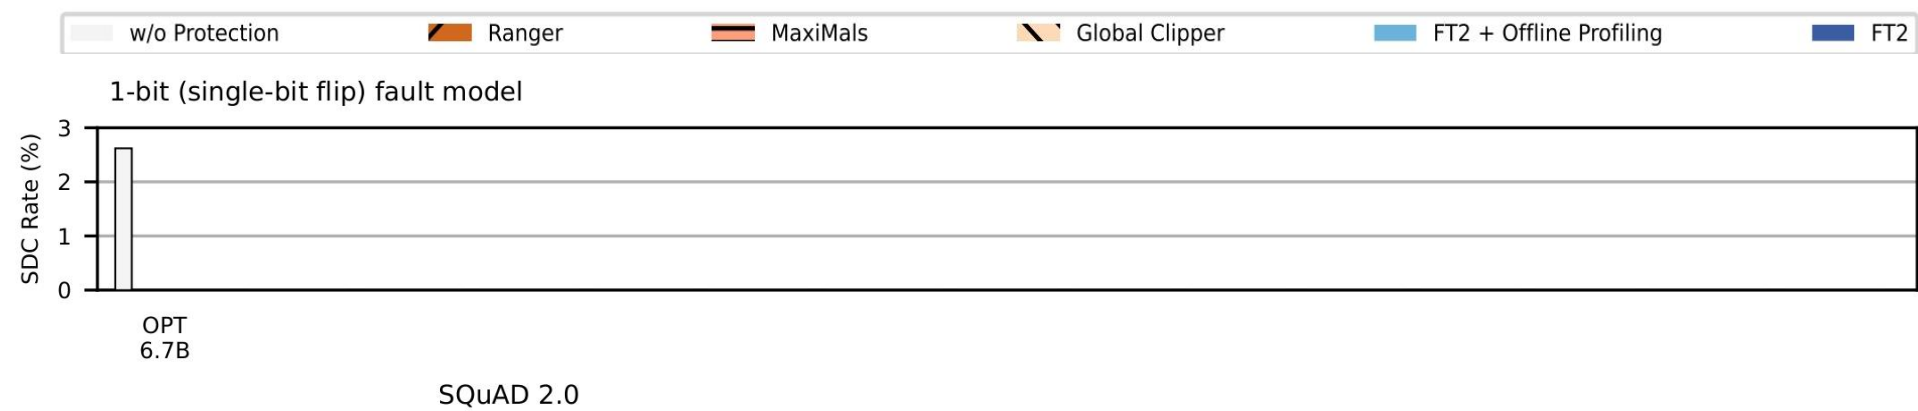 w/o Protection Ranger MaxiMals Global Clipper FT2 + Offline Profiling FT2
1-bit (single-bit flip) fault model
SDC Rate (%)
3
2
1
0
OPT
6.7B
SQuAD 2.0